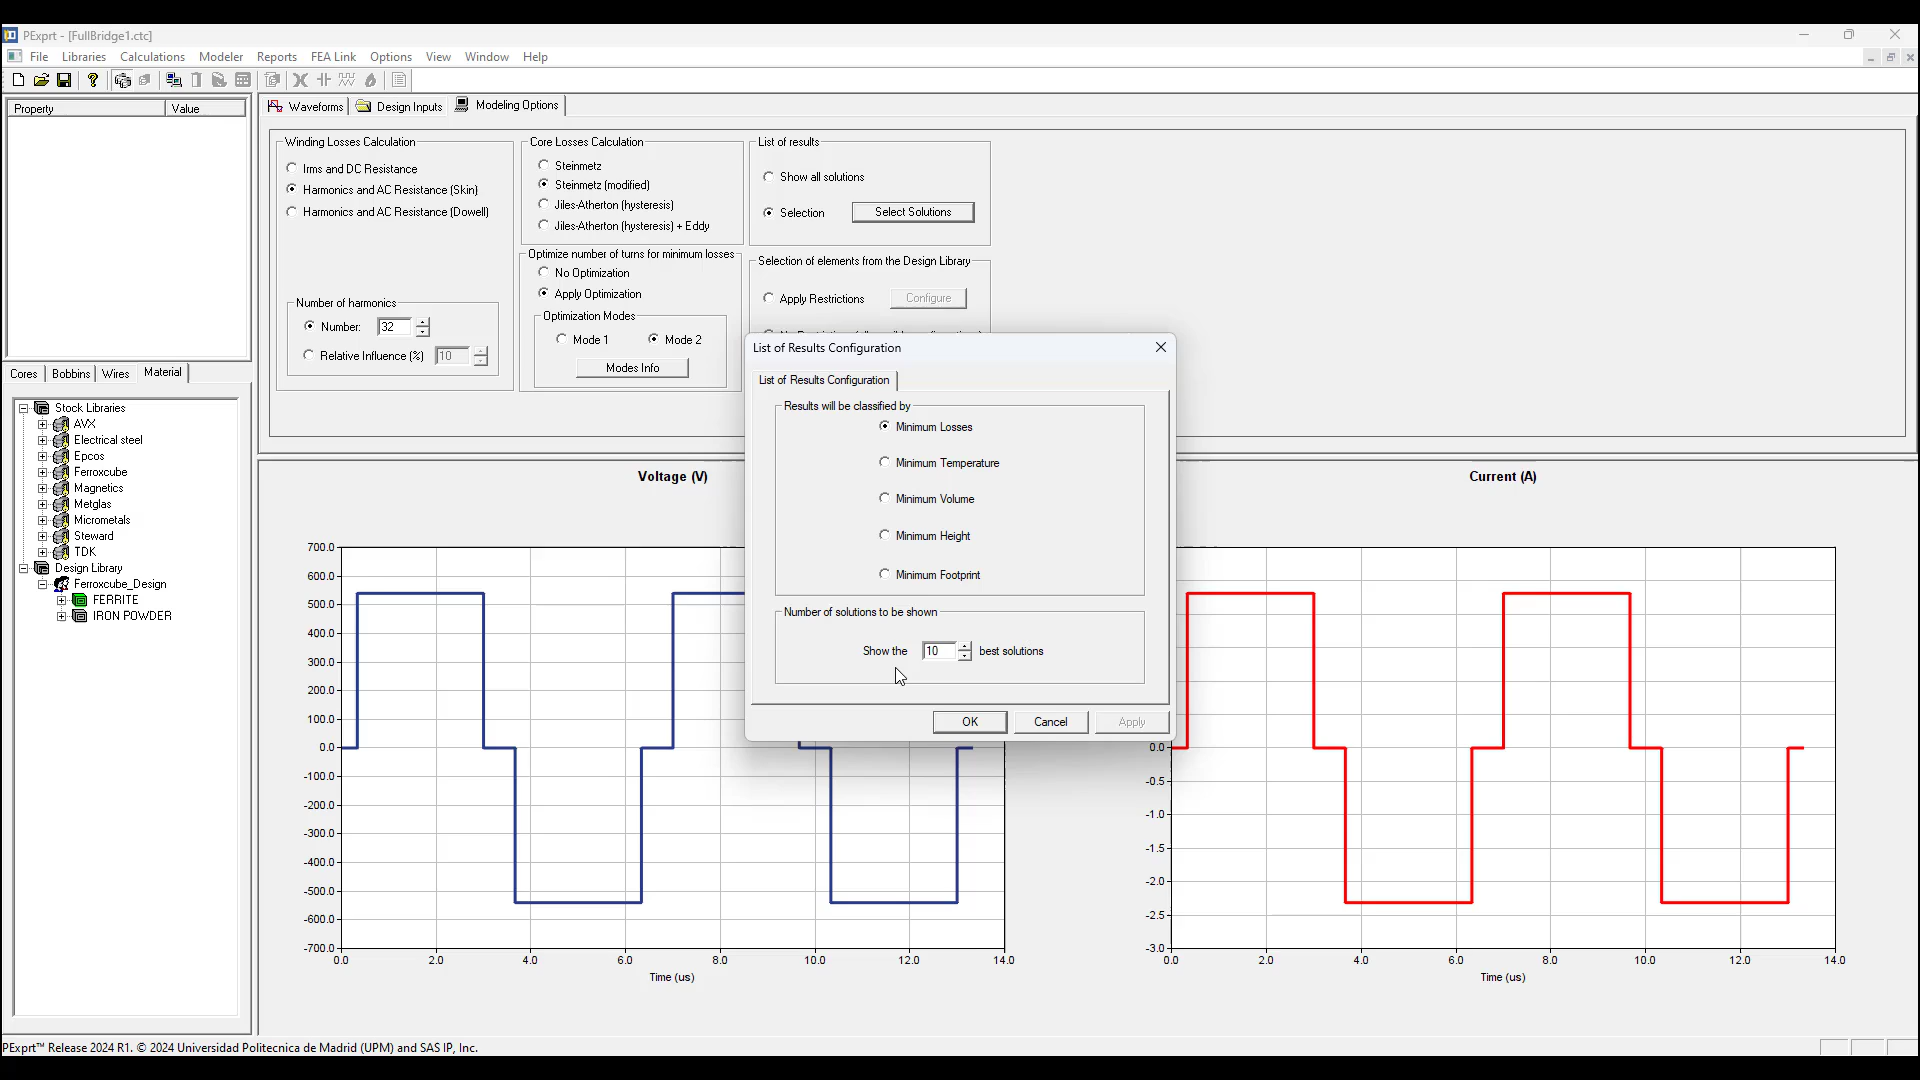 PExprt - [FullBridge1.ctc]
File Libraries Calculations Modeler Reports FEA Link Options View Window Help
Property Value
Waveforms Design Inputs Modeling Options
Winding Losses Calculation
Irms and DC Resistance
Harmonics and AC Resistance (Skin)
Harmonics and AC Resistance (Dowell)
Number of harmonics
Number: 32
Relative Influence (%) 10
Core Losses Calculation
Steinmetz
Steinmetz (modified)
Jiles-Atherton (hysteresis)
Jiles-Atherton (hysteresis) + Eddy
Optimize number of turns for minimum losses
No Optimization
Apply Optimization
Optimization Modes
Mode 1 Mode 2
Modes Info
List of results
Show all solutions
Selection Select Solutions
Selection of elements from the Design Library
Apply Restrictions Configure
Cores Bobbins Wires Material
Stock Libraries
AVX
Electrical steel
Epcos
Ferroxcube
Magnetics
Metglas
Micrometals
Steward
TDK
Design Library
Ferroxcube_Design
FERRITE
IRON POWDER
List of Results Configuration
List of Results Configuration
Results will be classified by
Minimum Losses
Minimum Temperature
Minimum Volume
Minimum Height
Minimum Footprint
Number of solutions to be shown
Show the 10 best solutions
OK Cancel Apply
Voltage (V)
700.0
600.0
500.0
400.0
300.0
200.0
100.0
0.0
-100.0
-200.0
-300.0
-400.0
-500.0
-600.0
-700.0
0.0 2.0 4.0 6.0 8.0 10.0 12.0 14.0
Time (us)
Current (A)
0.0
-0.5
-1.0
-1.5
-2.0
-2.5
-3.0
0.0 2.0 4.0 6.0 8.0 10.0 12.0 14.0
Time (us)
PExprt™ Release 2024 R1. © 2024 Universidad Politecnica de Madrid (UPM) and SAS IP, Inc.